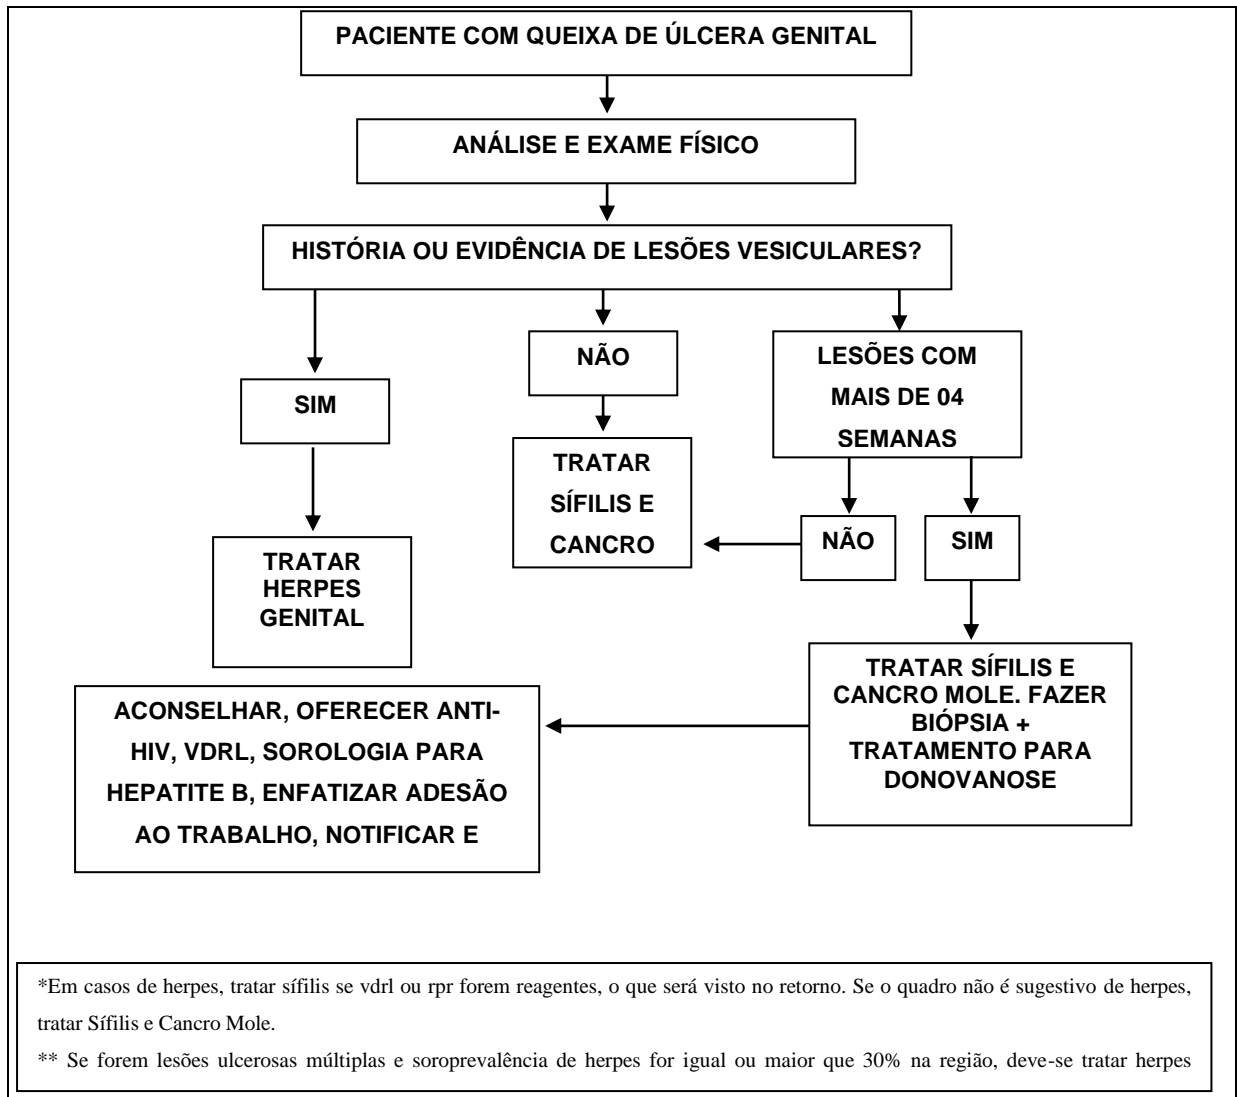 PACIENTE COM QUEIXA DE ÚLCERA GENITAL
ANÁLISE E EXAME FÍSICO
HISTÓRIA OU EVIDÊNCIA DE LESÕES VESICULARES?
SIM
NÃO
LESÕES COM
MAIS DE 04
SEMANAS
TRATAR
SÍFILIS E
CANCRO
NÃO
SIM
TRATAR
HERPES
GENITAL
TRATAR SÍFILIS E
CANCRO MOLE. FAZER
BIÓPSIA +
TRATAMENTO PARA
DONOVANOSE
ACONSELHAR, OFERECER ANTI-
HIV, VDRL, SOROLOGIA PARA
HEPATITE B, ENFATIZAR ADESÃO
AO TRABALHO, NOTIFICAR E
*Em casos de herpes, tratar sífilis se vdrl ou rpr forem reagentes, o que será visto no retorno. Se o quadro não é sugestivo de herpes,
tratar Sífilis e Cancro Mole.
** Se forem lesões ulcerosas múltiplas e soroprevalência de herpes for igual ou maior que 30% na região, deve-se tratar herpes